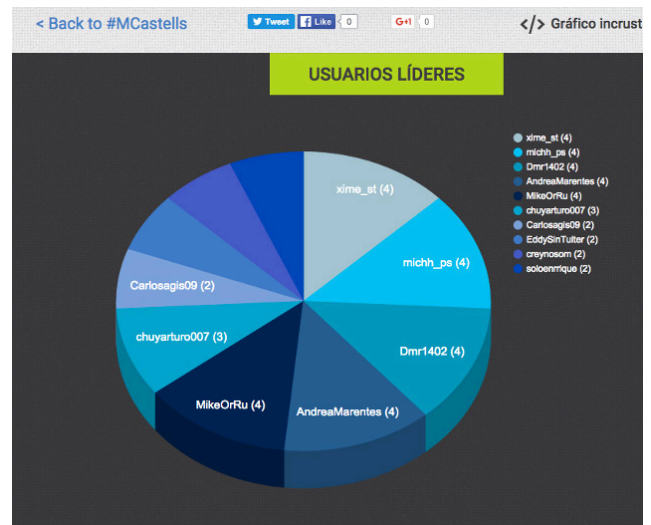 < Back to #MCastells
Tweet
Like
0
G+1
0
</> Gráfico incrust
USUARIOS LÍDERES
xime_st (4)
michh_ps (4)
Dmr1402 (4)
AndreaMarentes (4)
MikeOrRu (4)
chuyarturo007 (3)
Carlosagis09 (2)
EddySinTuiter (2)
creynosom (2)
soloenrrique (2)
xime_st (4)
michh_ps (4)
Dmr1402 (4)
AndreaMarentes (4)
MikeOrRu (4)
chuyarturo007 (3)
Carlosagis09 (2)